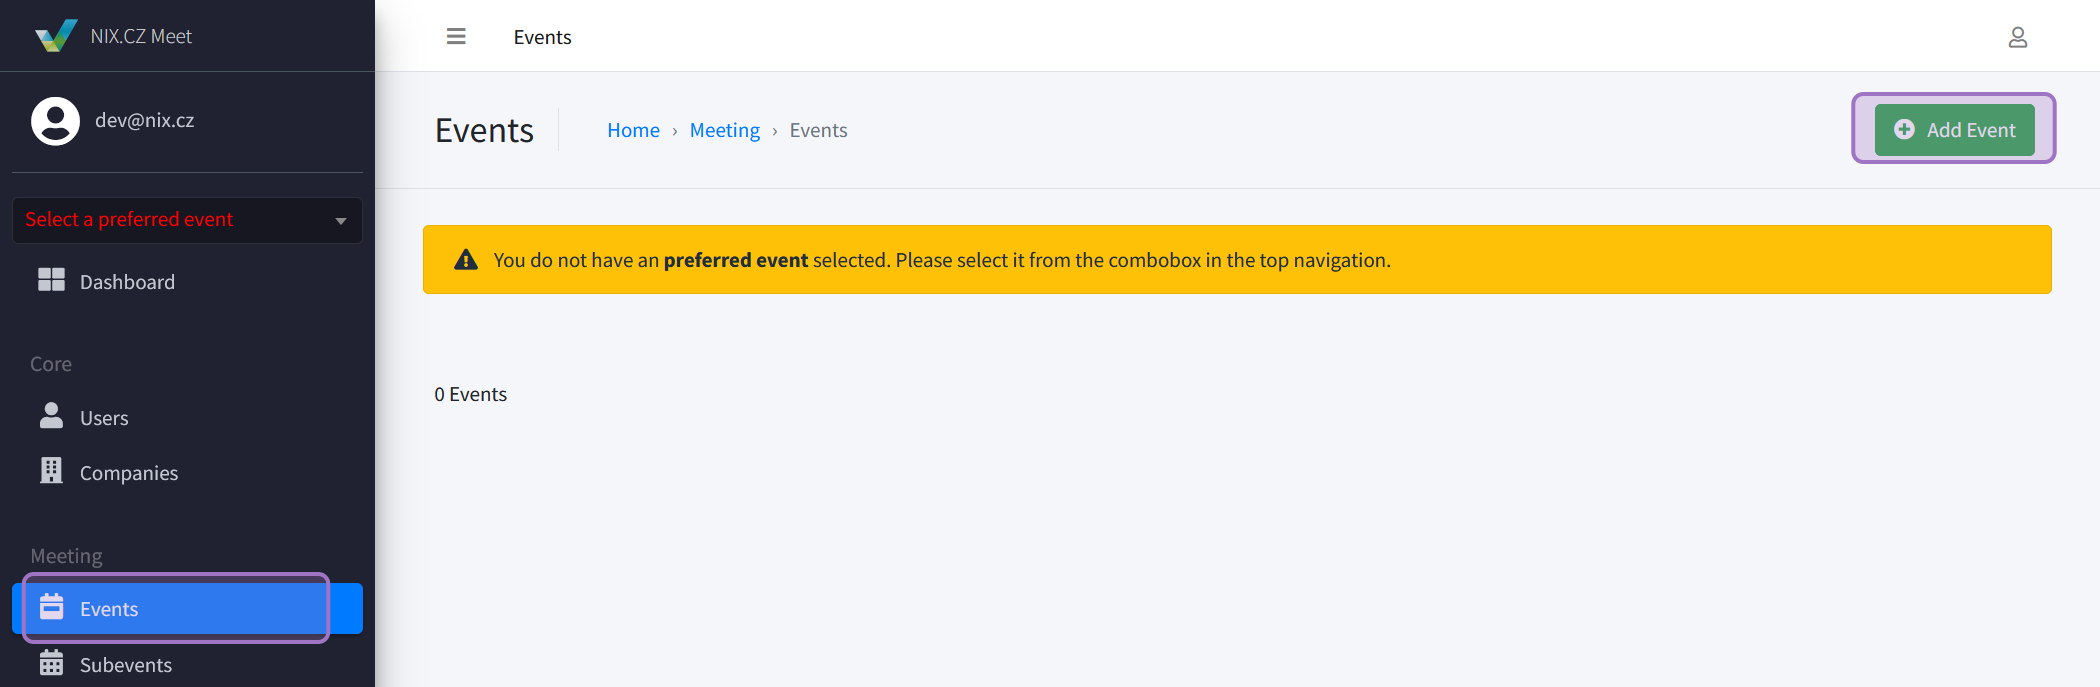 NIX.CZ Meet
Events
dev@nix.cz
Events
Home › Meeting › Events
Add Event
Select a preferred event
You do not have an preferred event selected. Please select it from the combobox in the top navigation.
Dashboard
Core
0 Events
Users
Companies
Meeting
Events
Subevents